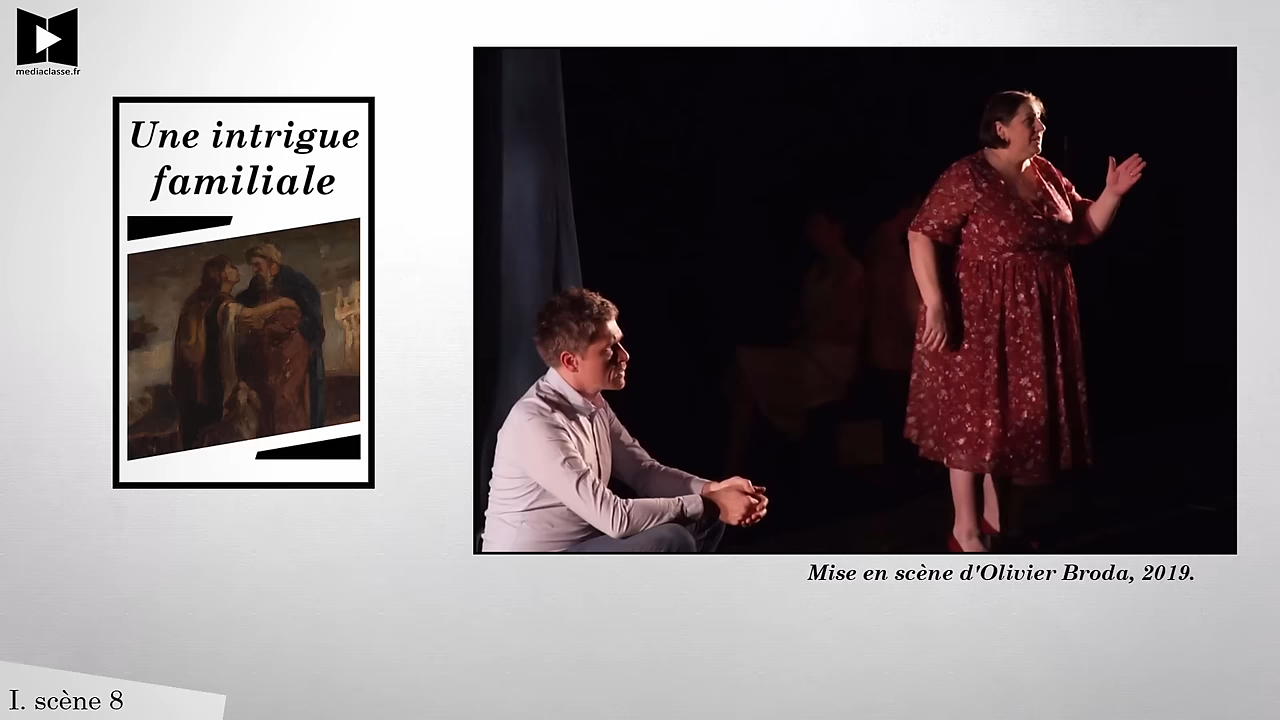 mediaclasse.fr
Une intrigue
familiale
Mise en scène d'Olivier Broda, 2019.
I. scène 8